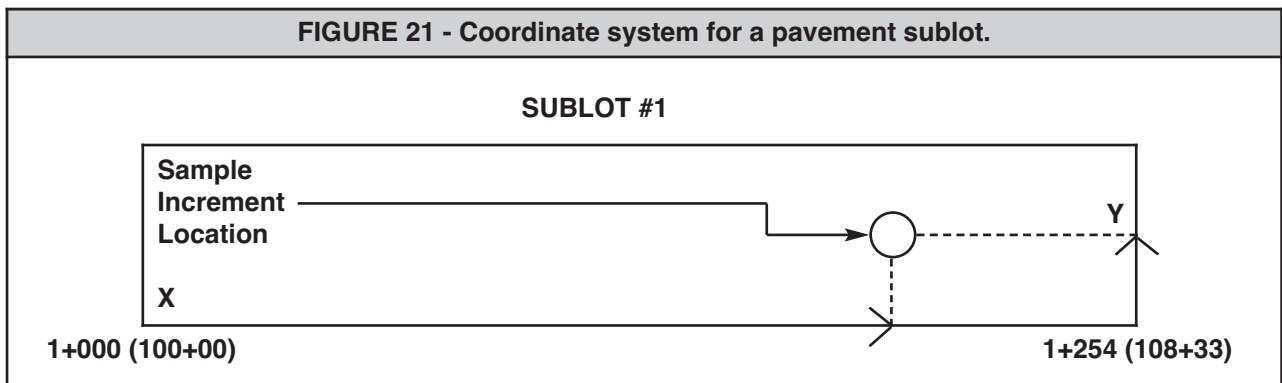 FIGURE 21 - Coordinate system for a pavement sublot.
SUBLOT #1
Sample
Increment
Location
Y
X
1+000 (100+00)
1+254 (108+33)